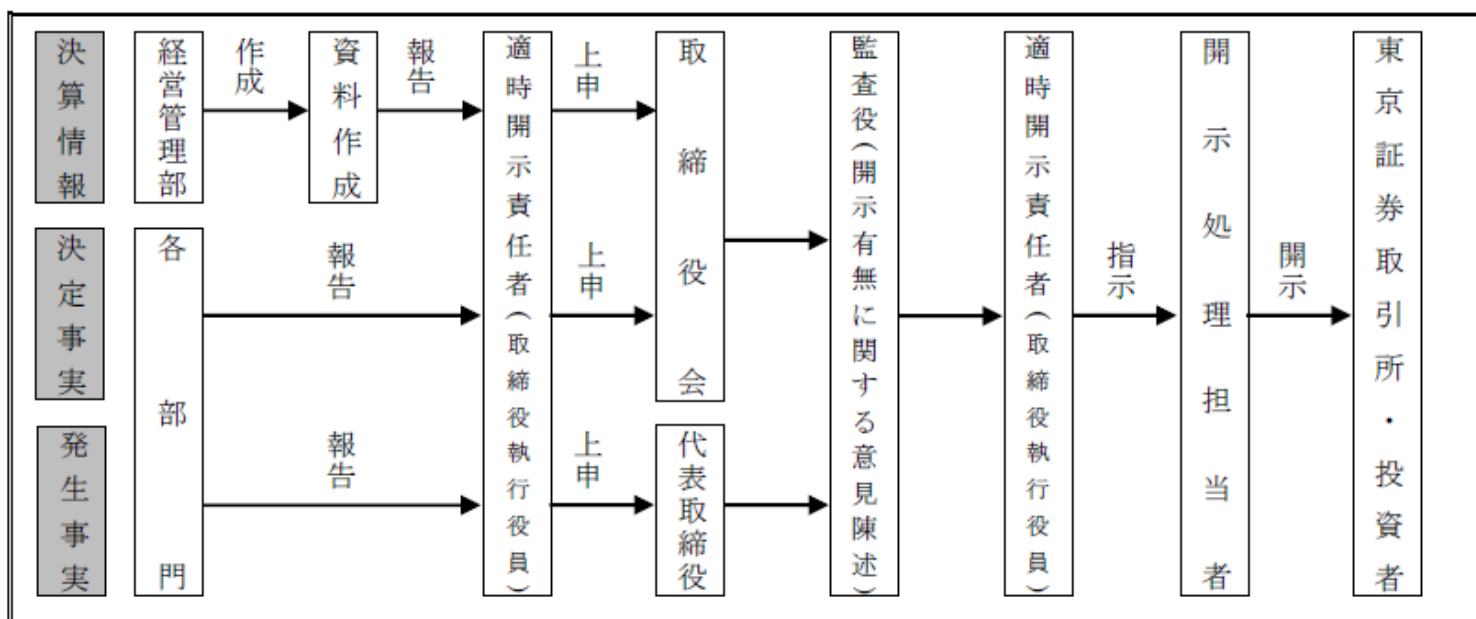 決算情報
経営管理部
作成
資料作成
報告
適時開示責任者(取締役執行役員)
上申
取締役会
監査役(開示有無に関する意見陳述)
適時開示責任者(取締役執行役員)
指示
開示処理担当者
開示
東京証券取引所・投資者
決定事実
各部門
報告
上申
発生事実
報告
上申
代表取締役